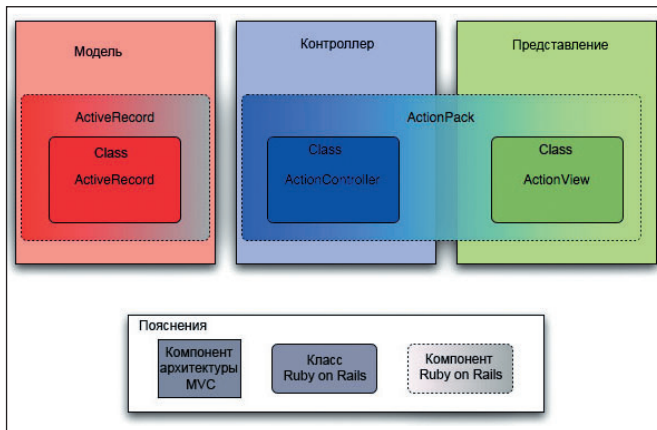 Модель
Контроллер
Представление
ActiveRecord
ActionPack
Class
ActiveRecord
Class
ActionController
Class
ActionView
Пояснения
Компонент
архитектуры
MVC
Класс
Ruby on Rails
Компонент
Ruby on Rails